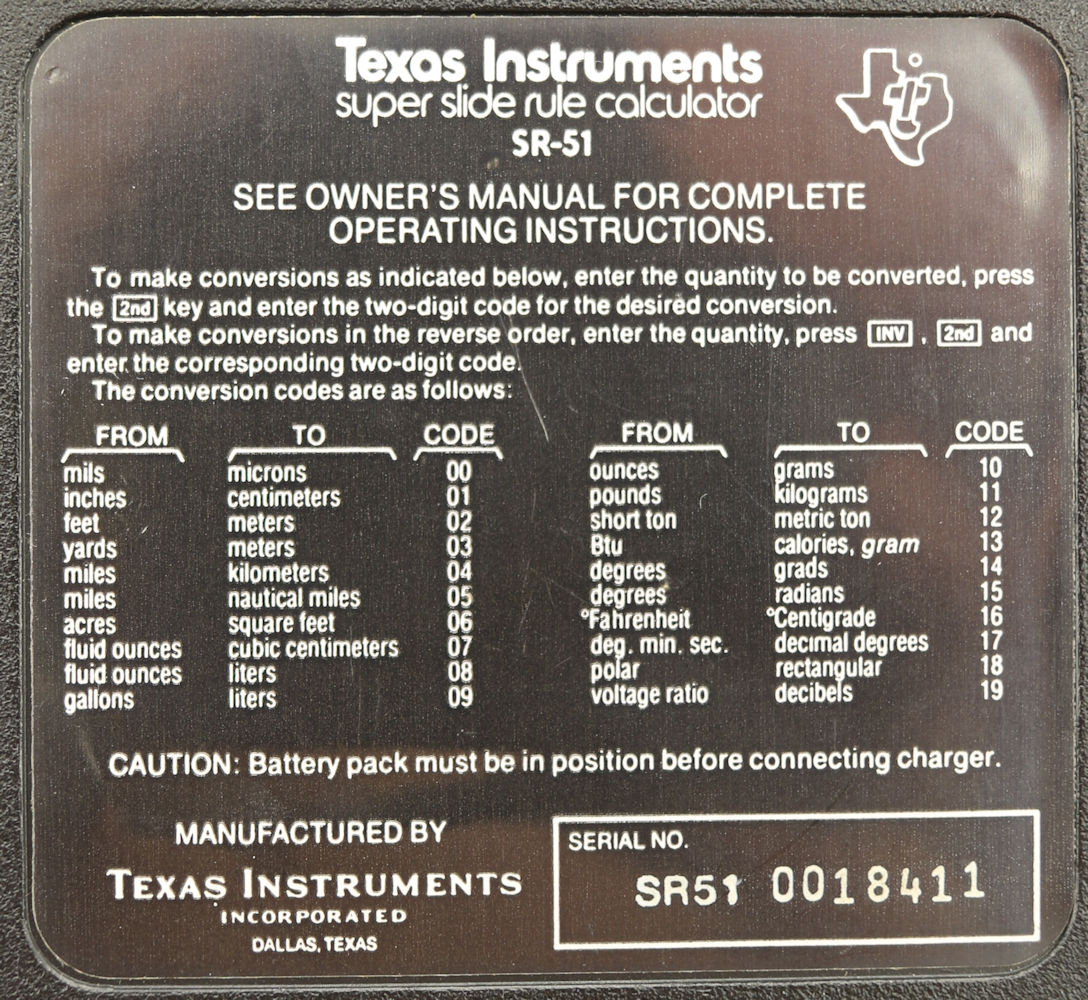 Texas Instruments
super slide rule calculator
SR-51
SEE OWNER'S MANUAL FOR COMPLETE
OPERATING INSTRUCTIONS.
To make conversions as indicated below, enter the quantity to be converted, press
the 2nd key and enter the two-digit code for the desired conversion.
To make conversions in the reverse order, enter the quantity, press INV , 2nd and
enter the corresponding two-digit code.
The conversion codes are as follows:
FROM TO CODE FROM TO CODE
mils microns 00 ounces grams 10
inches centimeters 01 pounds kilograms 11
feet meters 02 short ton metric ton 12
yards meters 03 Btu calories, gram 13
miles kilometers 04 degrees grads 14
miles nautical miles 05 degrees radians 15
acres square feet 06 °Fahrenheit °Centigrade 16
fluid ounces cubic centimeters 07 deg. min. sec. decimal degrees 17
fluid ounces liters 08 polar rectangular 18
gallons liters 09 voltage ratio decibels 19
CAUTION: Battery pack must be in position before connecting charger.
MANUFACTURED BY
TEXAS INSTRUMENTS
INCORPORATED
DALLAS, TEXAS
SERIAL NO.
SR51 0018411